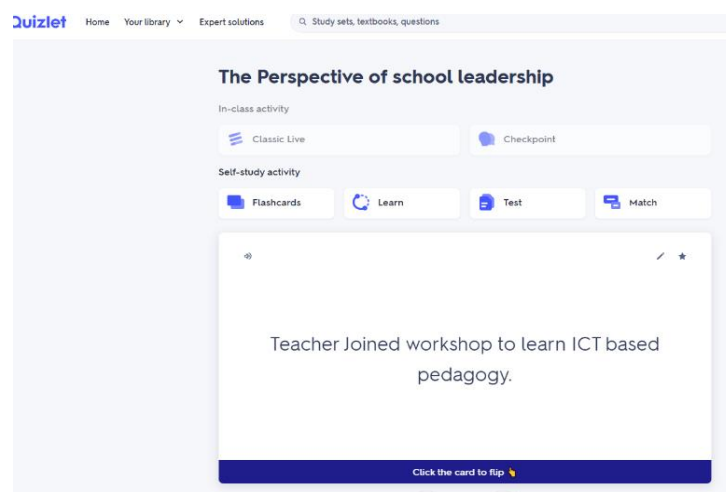 Quizlet Home Your library Expert solutions Study sets, textbooks, questions
The Perspective of school leadership
In-class activity
Classic Live Checkpoint
Self-study activity
Flashcards Learn Test Match
Teacher Joined workshop to learn ICT based
pedagogy.
Click the card to flip